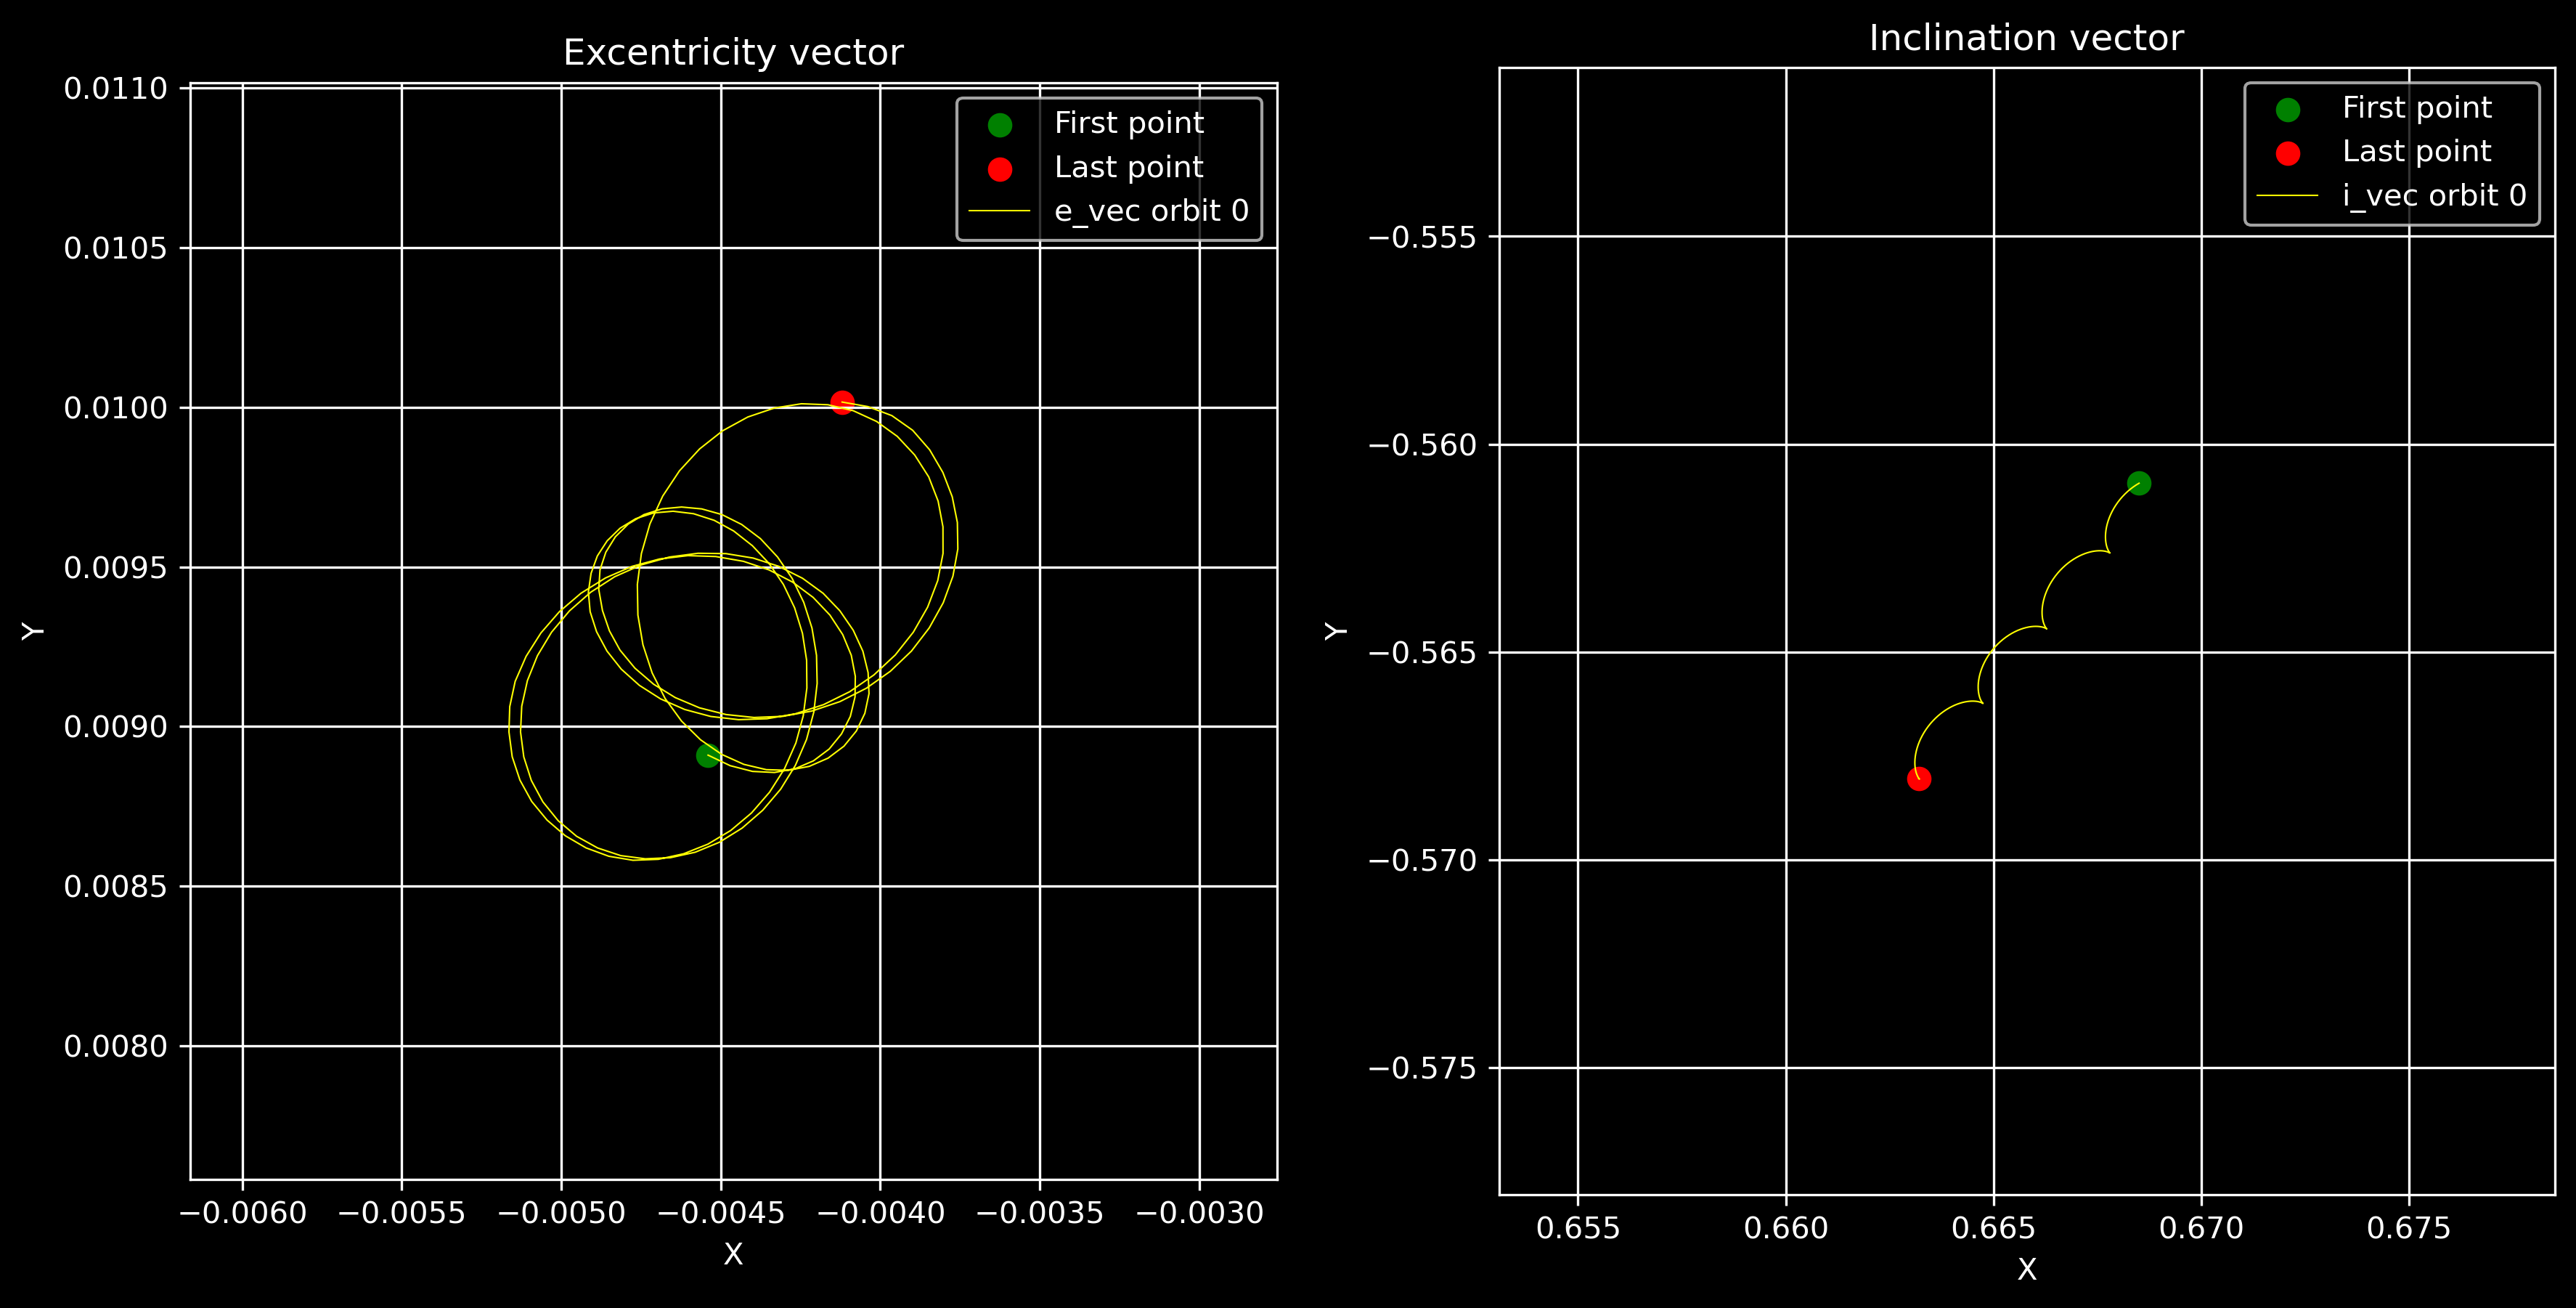 Excentricity vector
0.0110
0.0105
0.0100
0.0095
0.0090
0.0085
0.0080
Y
First point
Last point
e_vec orbit 0
−0.0060 −0.0055 −0.0050 −0.0045 −0.0040 −0.0035 −0.0030
X
Inclination vector
−0.555
−0.560
−0.565
−0.570
−0.575
Y
First point
Last point
i_vec orbit 0
0.655 0.660 0.665 0.670 0.675
X